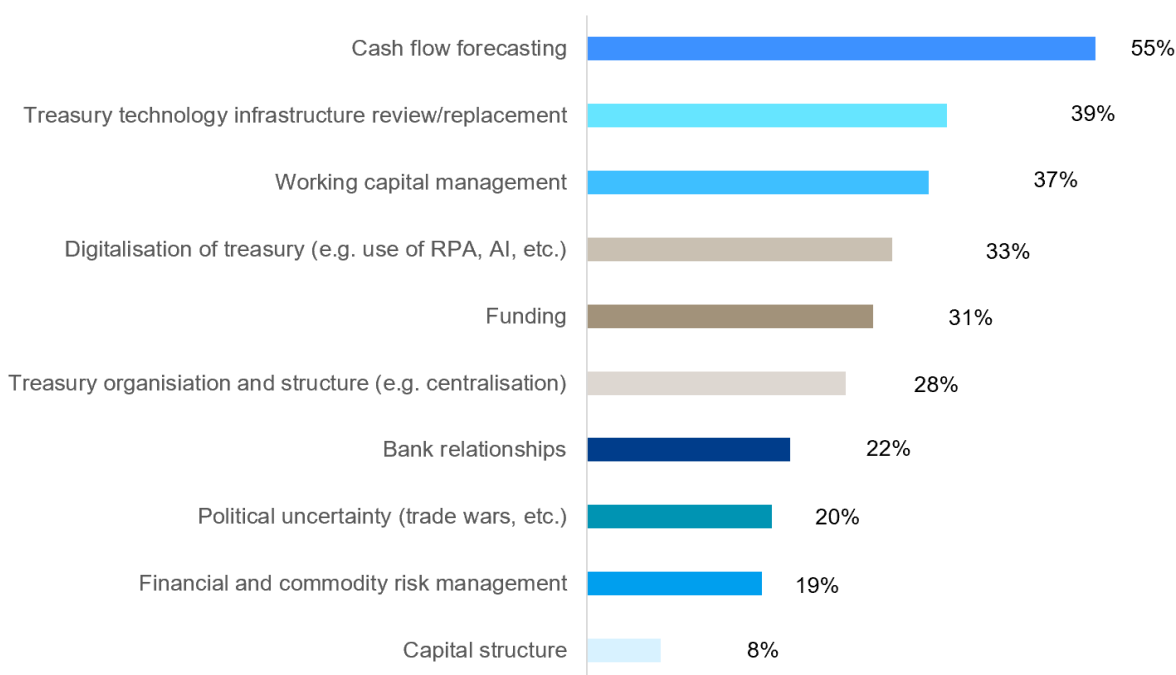 Cash flow forecasting 55%
Treasury technology infrastructure review/replacement 39%
Working capital management 37%
Digitalisation of treasury (e.g. use of RPA, AI, etc.) 33%
Funding 31%
Treasury organisiation and structure (e.g. centralisation) 28%
Bank relationships 22%
Political uncertainty (trade wars, etc.) 20%
Financial and commodity risk management 19%
Capital structure 8%